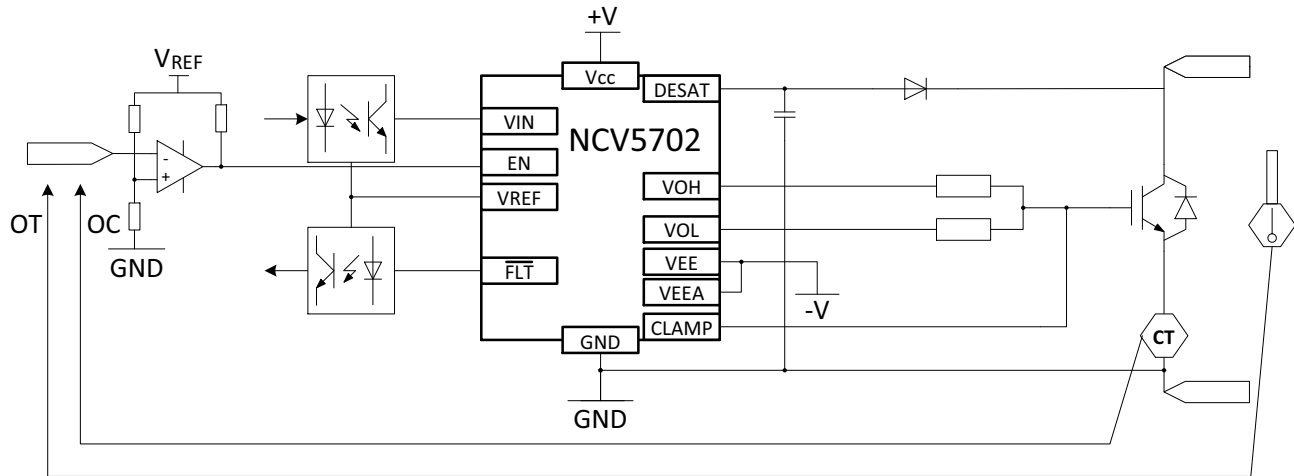 +V
VREF
Vcc
DESAT
VIN
NCV5702
EN
VREF
VOH
VOL
VEE
VEEA
FLT
CLAMP
GND
-
+
OT
OC
GND
-V
CT
GND